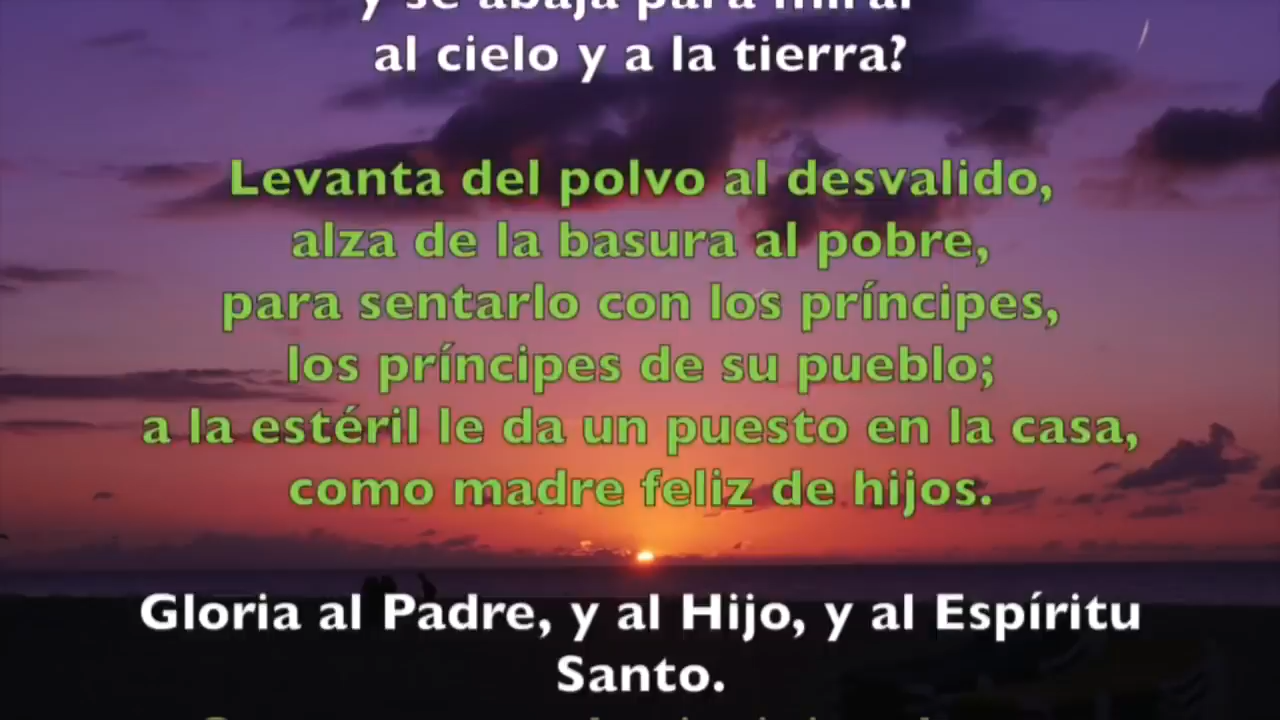 y se abaja para mirar
al cielo y a la tierra?
Levanta del polvo al desvalido,
alza de la basura al pobre,
para sentarlo con los príncipes,
los príncipes de su pueblo;
a la estéril le da un puesto en la casa,
como madre feliz de hijos.
Gloria al Padre, y al Hijo, y al Espíritu
Santo.